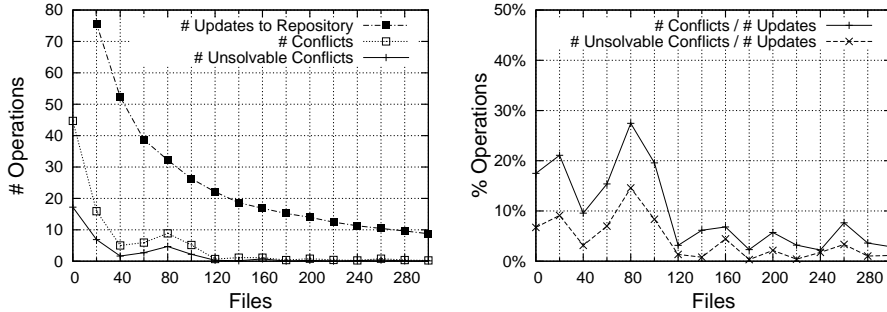 # Operations
80
70
60
50
40
30
20
10
0
# Updates to Repository
# Conflicts
# Unsolvable Conflicts
0 40 80 120 160 200 240 280
Files
% Operations
50%
40%
30%
20%
10%
0%
# Conflicts / # Updates
# Unsolvable Conflicts / # Updates
0 40 80 120 160 200 240 280
Files